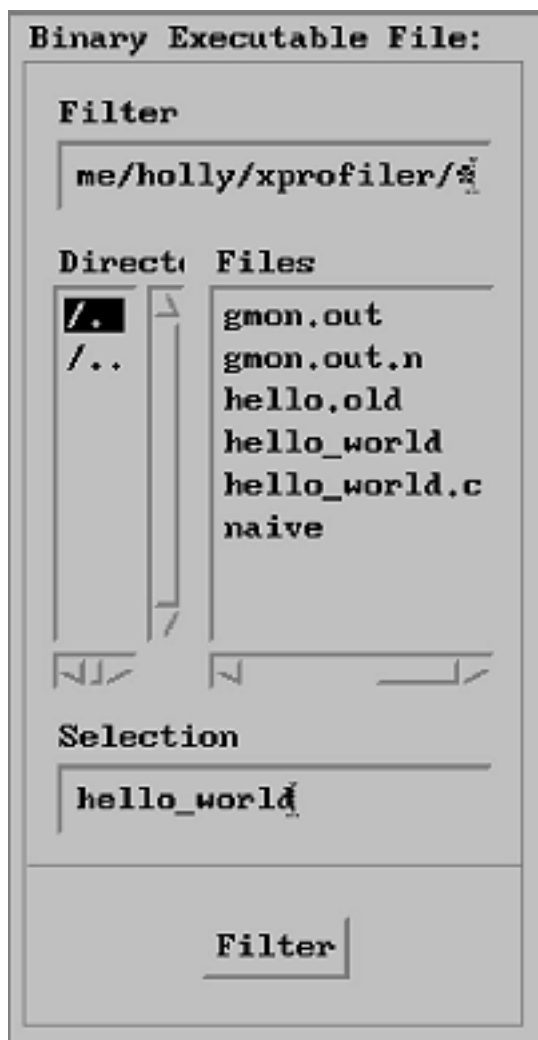 Binary Executable File:
Filter
me/holly/xprofiler/*
Directo Files
/. gmon.out
/.. gmon.out.n
hello.old
hello_world
hello_world.c
naive
Selection
hello_world
Filter